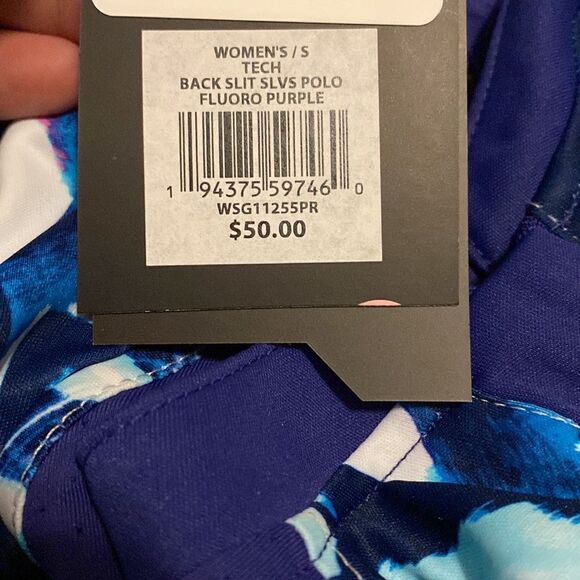 WOMEN'S / S
TECH
BACK SLIT SLVS POLO
FLUORO PURPLE
1 94375 59746 0
WSG11255PR
$50.00